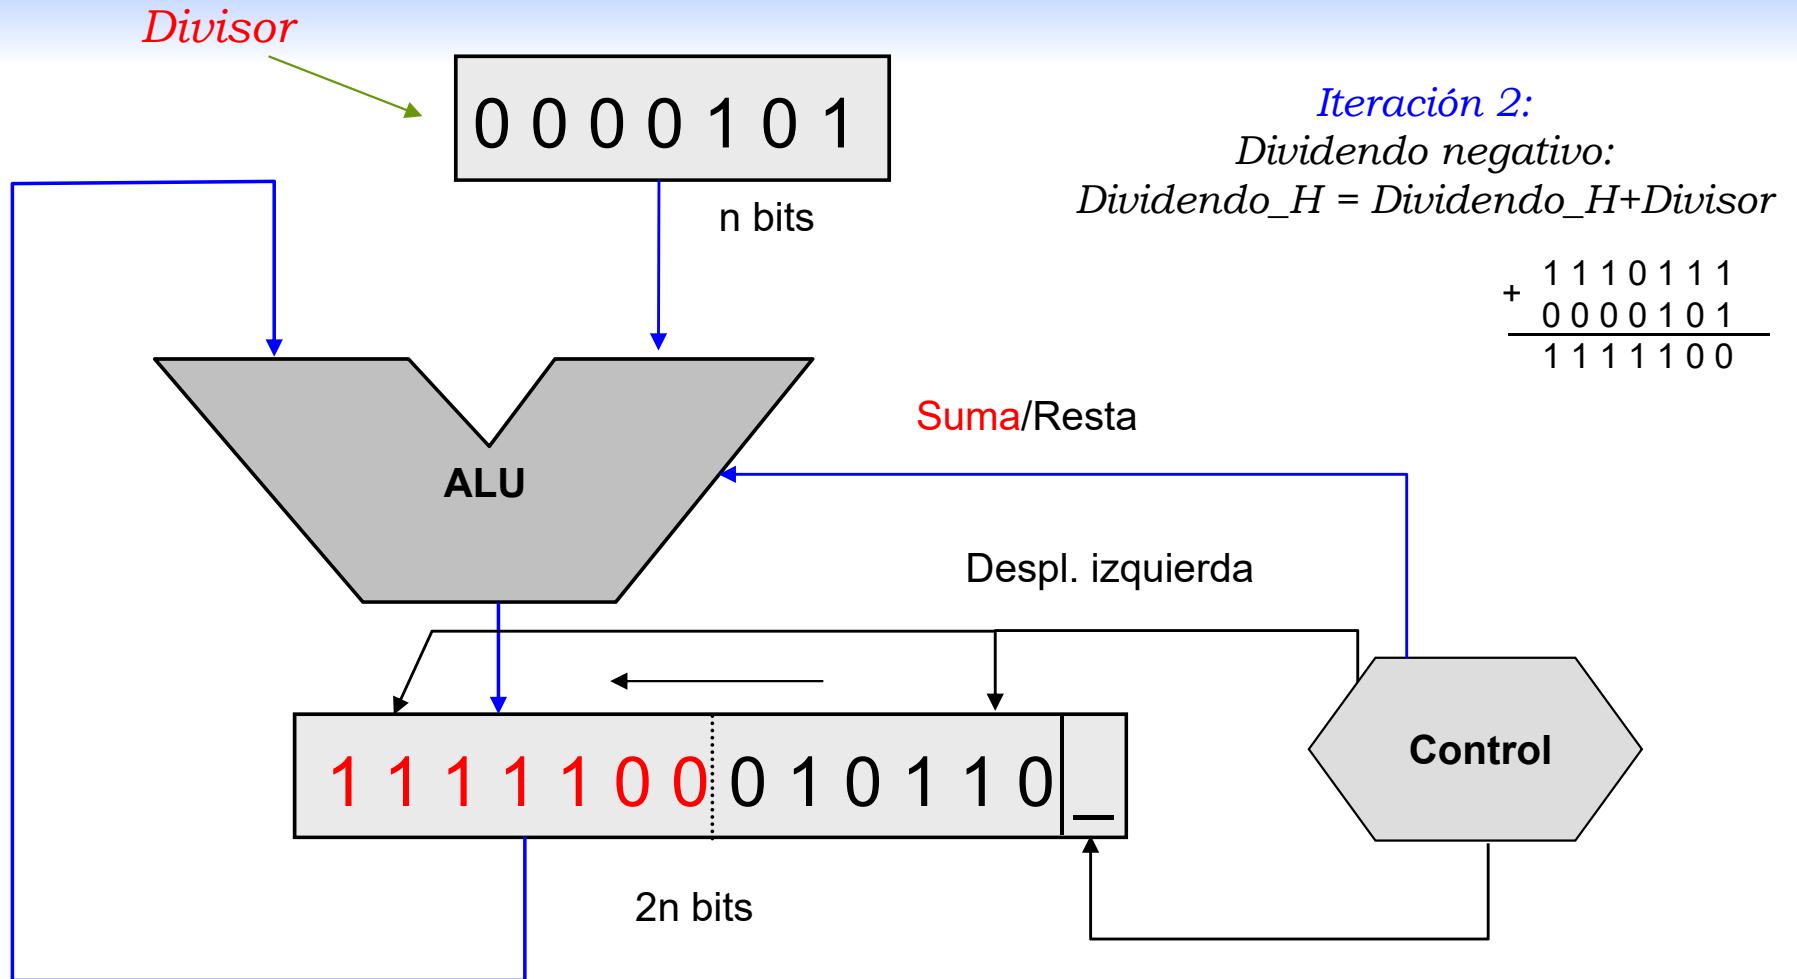 Divisor
0 0 0 0 1 0 1
n bits
Iteración 2:
Dividendo negativo:
Dividendo_H = Dividendo_H+Divisor
1 1 1 0 1 1 1
+
0 0 0 0 1 0 1
1 1 1 1 1 0 0
Suma/Resta
ALU
Despl. izquierda
1 1 1 1 1 0 0 0 1 0 1 1 0 _
Control
2n bits